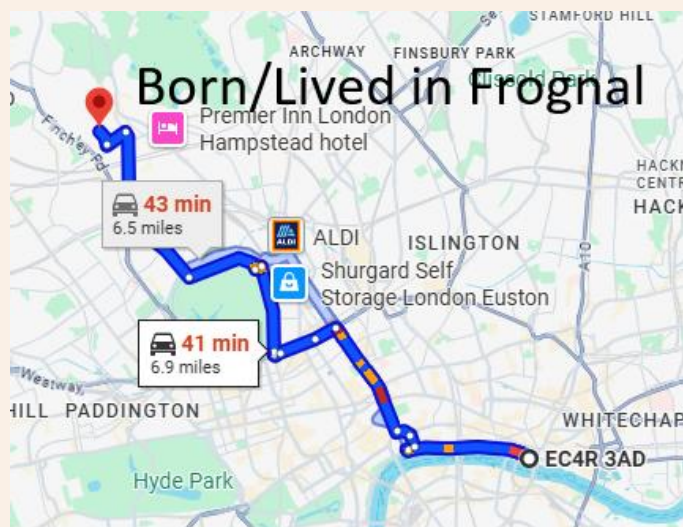 STAMFORD HILL
ARCHWAY
FINSBURY PARK
Born/Lived in Frognal
Clissold Park
Premier Inn London
Hampstead hotel
Finchley Rd
HACKN
CENTR
HACK
43 min
6.5 miles
ALDI
ALDI
ISLINGTON
A10
Shurgard Self
Storage London Euston
41 min
6.9 miles
Westway
HILL
PADDINGTON
WHITECHAP
EC4R 3AD
Hyde Park